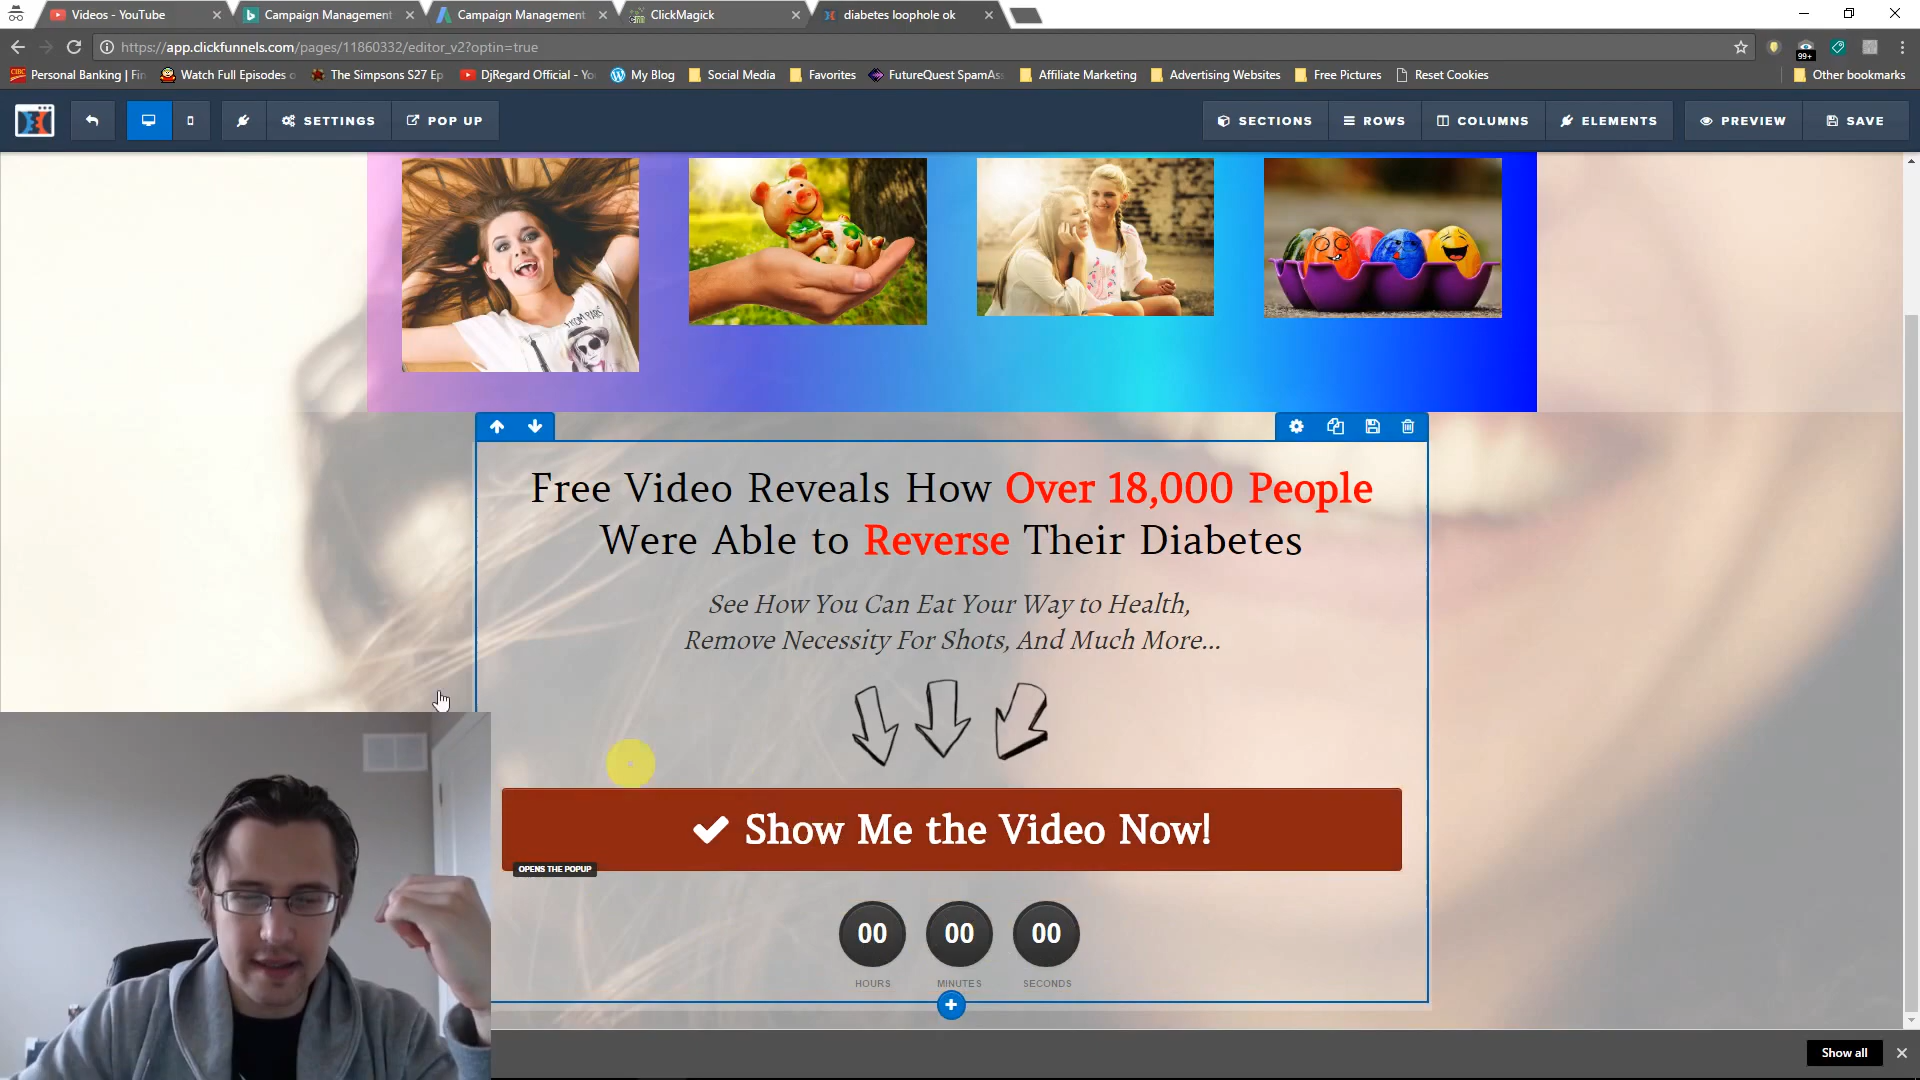 Videos - YouTube
Campaign Management
Campaign Management
ClickMagick
diabetes loophole ok
https://app.clickfunnels.com/pages/11860332/editor_v2?optin=true
99+
CIBC Personal Banking | Fin
Watch Full Episodes o
The Simpsons S27 Ep
DjRegard Official - Yo
My Blog
Social Media
Favorites
FutureQuest SpamAss
Affiliate Marketing
Advertising Websites
Free Pictures
Reset Cookies
Other bookmarks
SETTINGS
POP UP
SECTIONS
ROWS
COLUMNS
ELEMENTS
PREVIEW
SAVE
Free Video Reveals How Over 18,000 People
Were Able to Reverse Their Diabetes
See How You Can Eat Your Way to Health,
Remove Necessity For Shots, And Much More...
Show Me the Video Now!
OPENS THE POPUP
00 00 00
HOURS MINUTES SECONDS
Show all